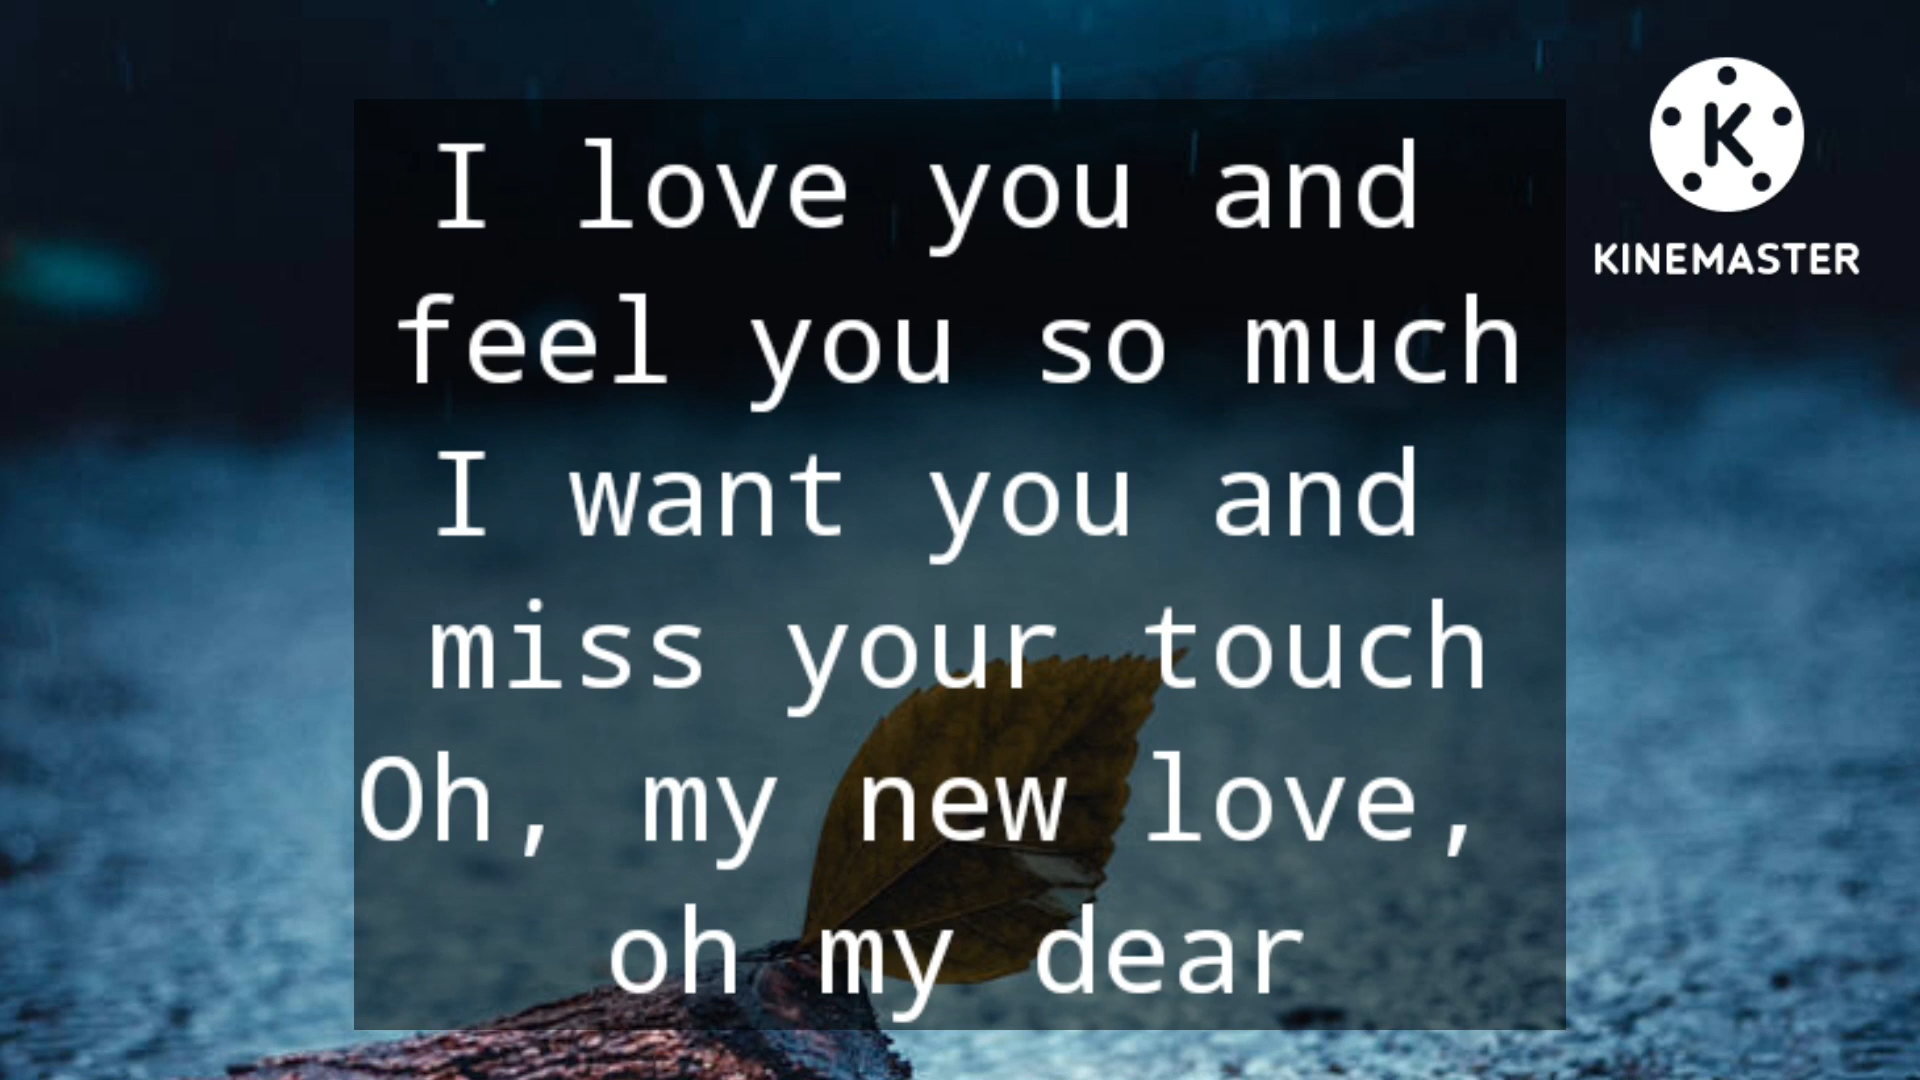 I love you and
feel you so much
I want you and
miss your touch
Oh, my new love,
oh my dear
K
KINEMASTER